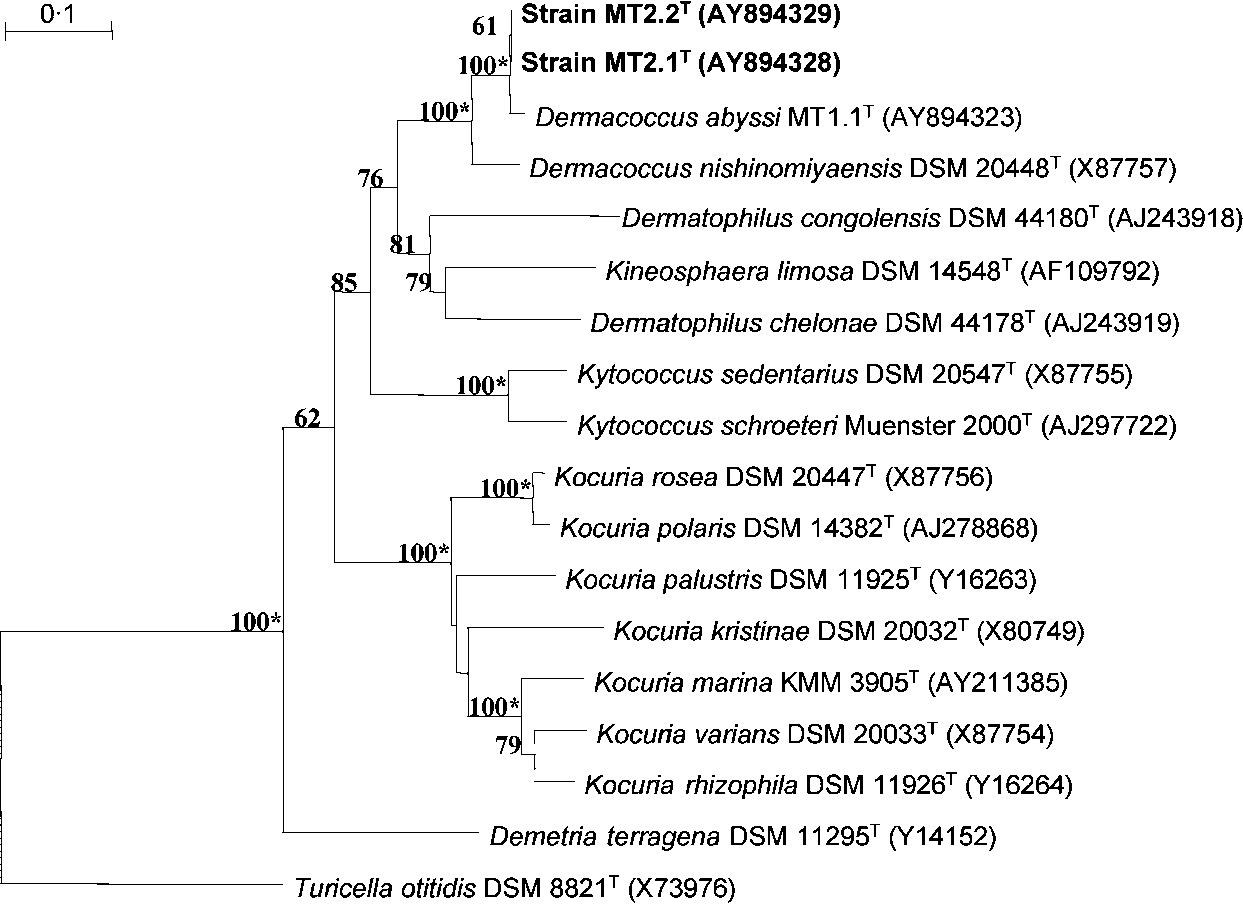 0·1
61
Strain MT2.2T (AY894329)
100*
Strain MT2.1T (AY894328)
100*
Dermacoccus abyssi MT1.1T (AY894323)
Dermacoccus nishinomiyaensis DSM 20448T (X87757)
76
Dermatophilus congolensis DSM 44180T (AJ243918)
81
Kineosphaera limosa DSM 14548T (AF109792)
79
85
Dermatophilus chelonae DSM 44178T (AJ243919)
100*
Kytococcus sedentarius DSM 20547T (X87755)
62
Kytococcus schroeteri Muenster 2000T (AJ297722)
100*
Kocuria rosea DSM 20447T (X87756)
Kocuria polaris DSM 14382T (AJ278868)
100*
Kocuria palustris DSM 11925T (Y16263)
100*
Kocuria kristinae DSM 20032T (X80749)
Kocuria marina KMM 3905T (AY211385)
100*
Kocuria varians DSM 20033T (X87754)
79
Kocuria rhizophila DSM 11926T (Y16264)
Demetria terragena DSM 11295T (Y14152)
Turicella otitidis DSM 8821T (X73976)